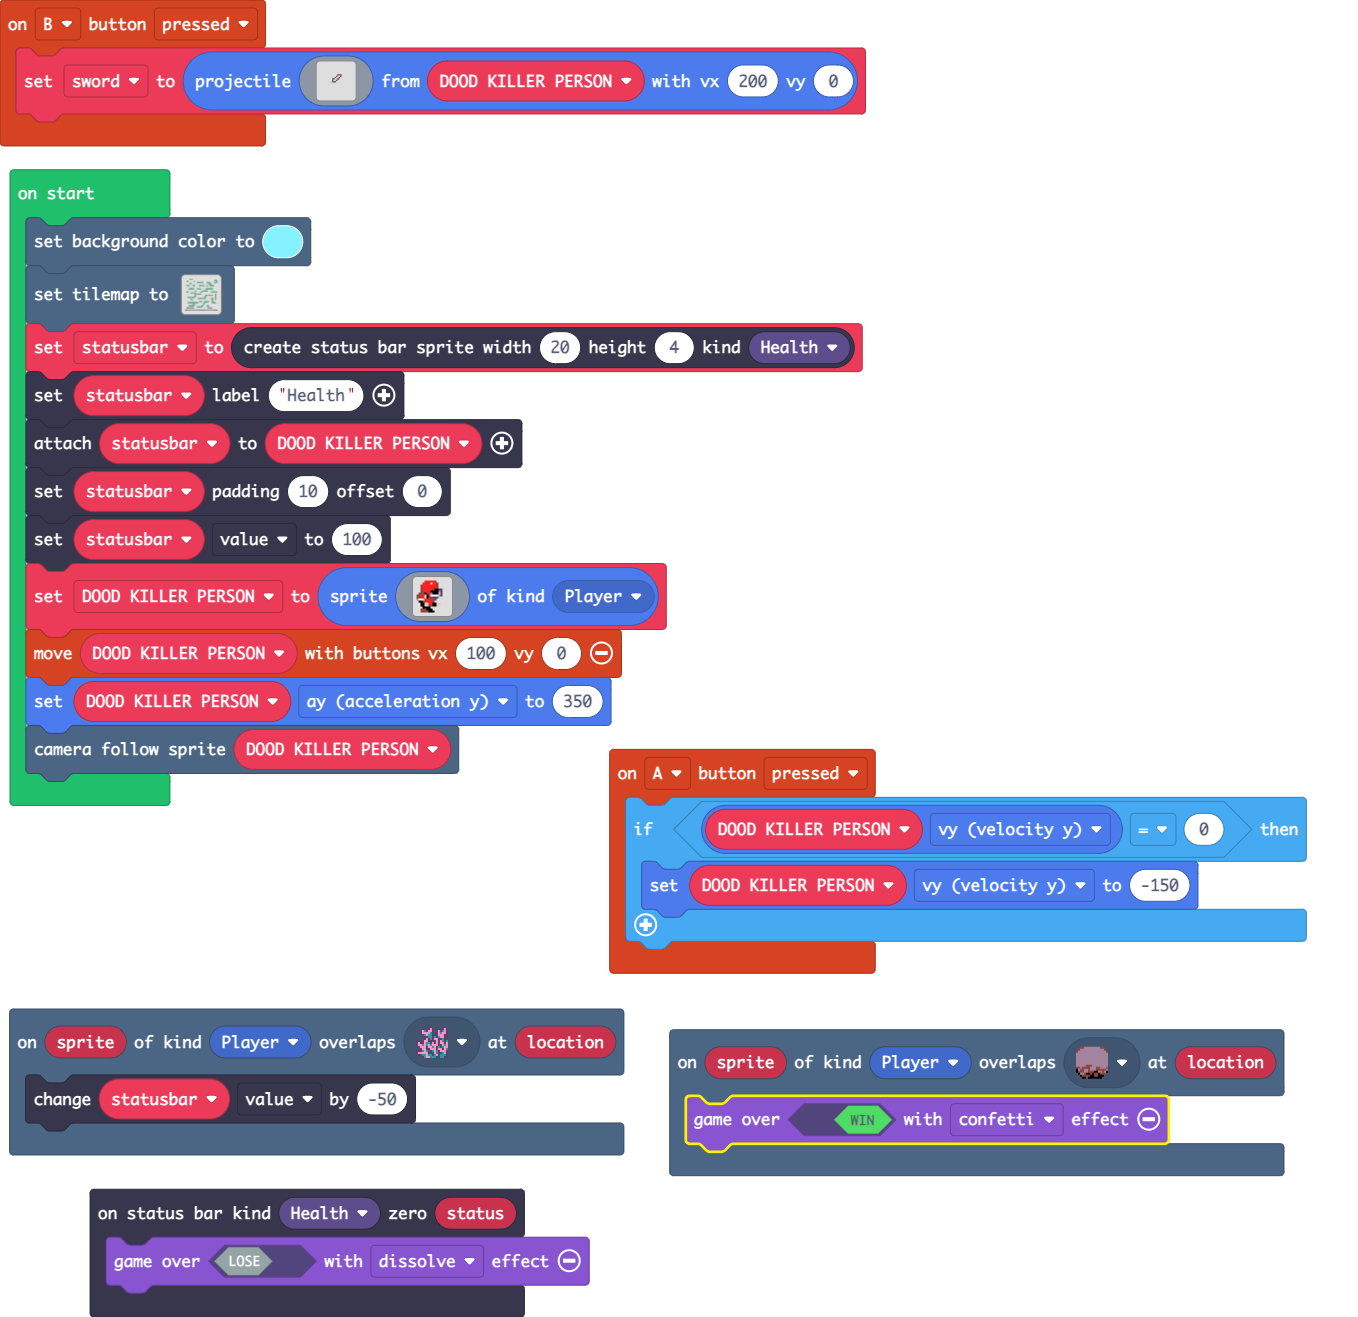 on B button pressed
set sword to projectile from DOOD KILLER PERSON with vx 200 vy 0
on start
set background color to
set tilemap to
set statusbar to create status bar sprite width 20 height 4 kind Health
set statusbar label "Health"
attach statusbar to DOOD KILLER PERSON
set statusbar padding 10 offset 0
set statusbar value to 100
set DOOD KILLER PERSON to sprite of kind Player
move DOOD KILLER PERSON with buttons vx 100 vy 0
set DOOD KILLER PERSON ay (acceleration y) to 350
camera follow sprite DOOD KILLER PERSON
on A button pressed
if DOOD KILLER PERSON vy (velocity y) = 0 then
set DOOD KILLER PERSON vy (velocity y) to -150
on sprite of kind Player overlaps at location
change statusbar value by -50
on sprite of kind Player overlaps at location
game over WIN with confetti effect
on status bar kind Health zero status
game over LOSE with dissolve effect